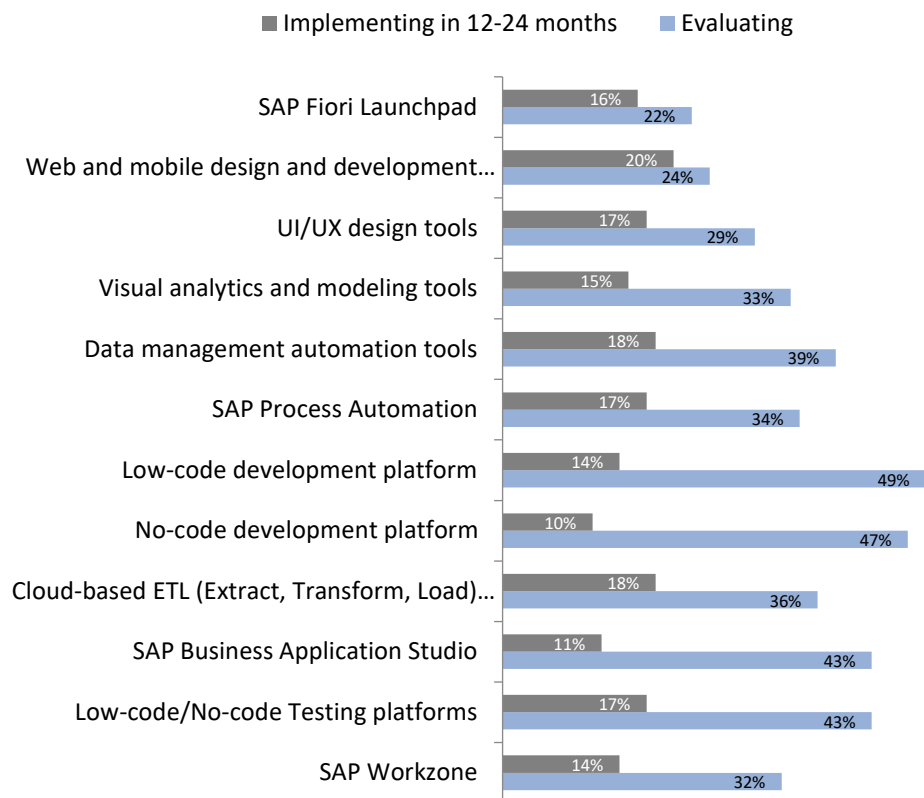 Implementing in 12-24 months Evaluating
SAP Fiori Launchpad 16% 22%
Web and mobile design and development... 20% 24%
UI/UX design tools 17% 29%
Visual analytics and modeling tools 15% 33%
Data management automation tools 18% 39%
SAP Process Automation 17% 34%
Low-code development platform 14% 49%
No-code development platform 10% 47%
Cloud-based ETL (Extract, Transform, Load)... 18% 36%
SAP Business Application Studio 11% 43%
Low-code/No-code Testing platforms 17% 43%
SAP Workzone 14% 32%